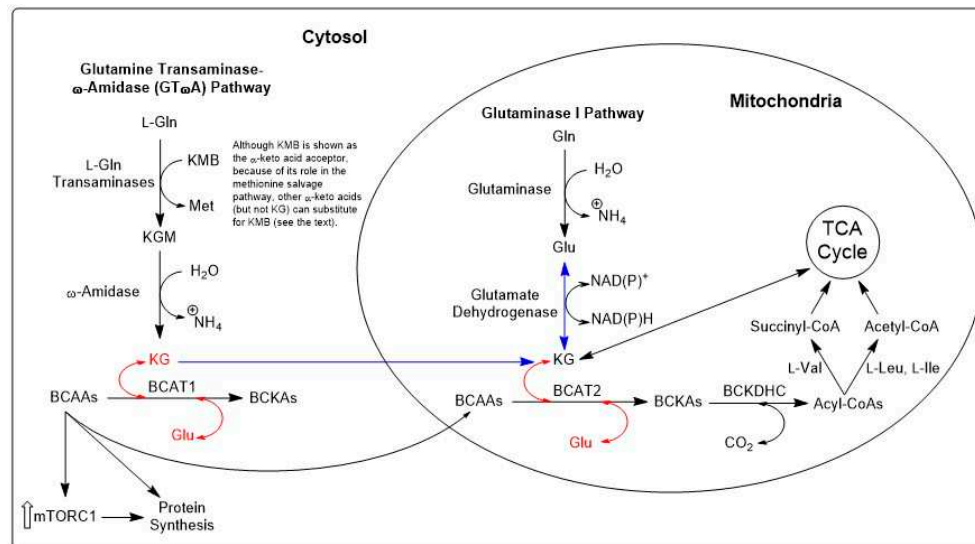 Cytosol
Glutamine Transaminase-
ω-Amidase (GTωA) Pathway
L-Gln
L-Gln
Transaminases
KMB
Met
Although KMB is shown as
the α-keto acid acceptor,
because of its role in the
methionine salvage
pathway, other α-keto acids
(but not KG) can substitute
for KMB (see the text).
KGM
ω-Amidase
H₂O
⊕
NH₄
KG
BCAAs
BCAT1
BCKAs
Glu
mTORC1
Protein
Synthesis
Mitochondria
Glutaminase I Pathway
Gln
Glutaminase
H₂O
⊕
NH₄
Glu
Glutamate
Dehydrogenase
NAD(P)⁺
NAD(P)H
KG
BCAAs
BCAT2
BCKAs
Glu
BCKDHC
CO₂
Acyl-CoAs
L-Val
L-Leu, L-Ile
Succinyl-CoA
Acetyl-CoA
TCA
Cycle